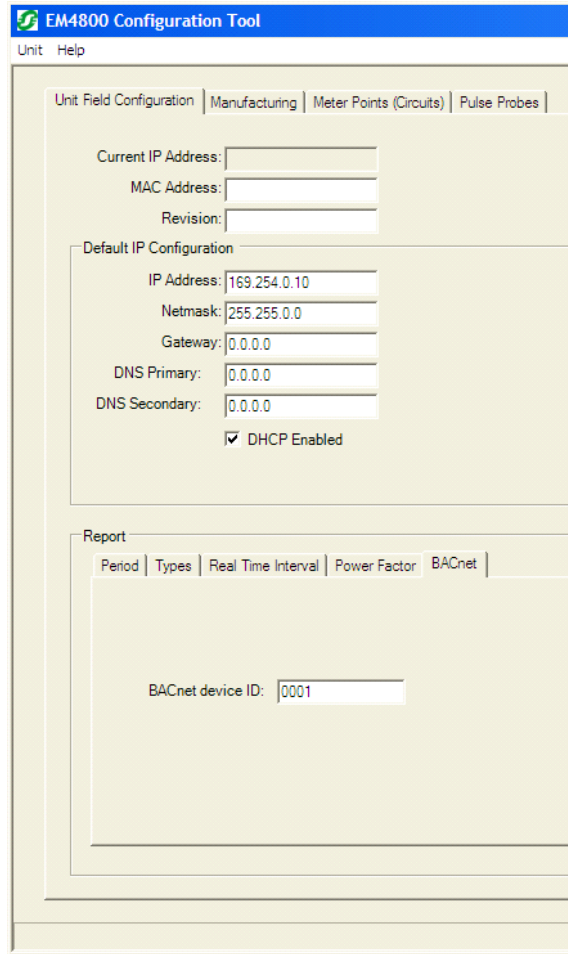 EM4800 Configuration Tool
Unit Help
Unit Field Configuration Manufacturing Meter Points (Circuits) Pulse Probes
Current IP Address:
MAC Address:
Revision:
Default IP Configuration
IP Address: 169.254.0.10
Netmask: 255.255.0.0
Gateway: 0.0.0.0
DNS Primary: 0.0.0.0
DNS Secondary: 0.0.0.0
DHCP Enabled
Report
Period Types Real Time Interval Power Factor BACnet
BACnet device ID: 0001